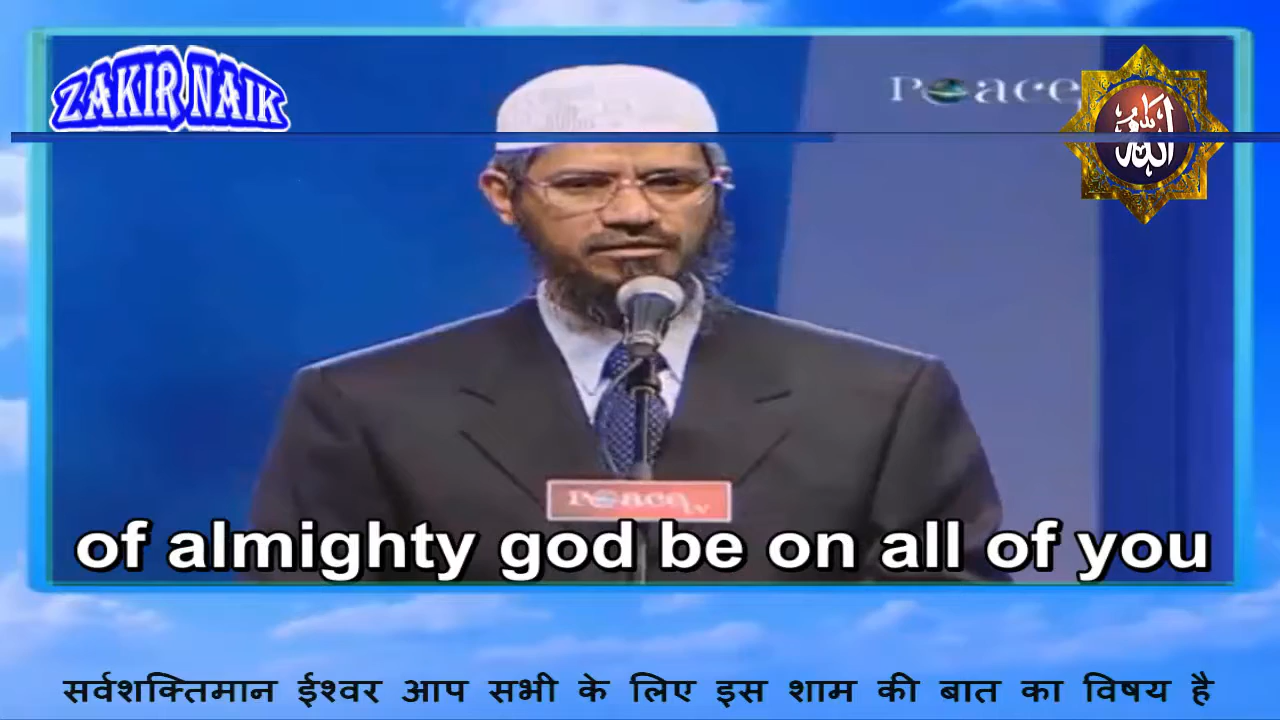 ZAKIR NAIK
Peace
الله
Peace tv
of almighty god be on all of you
सर्वशक्तिमान ईश्वर आप सभी के लिए इस शाम की बात का विषय है